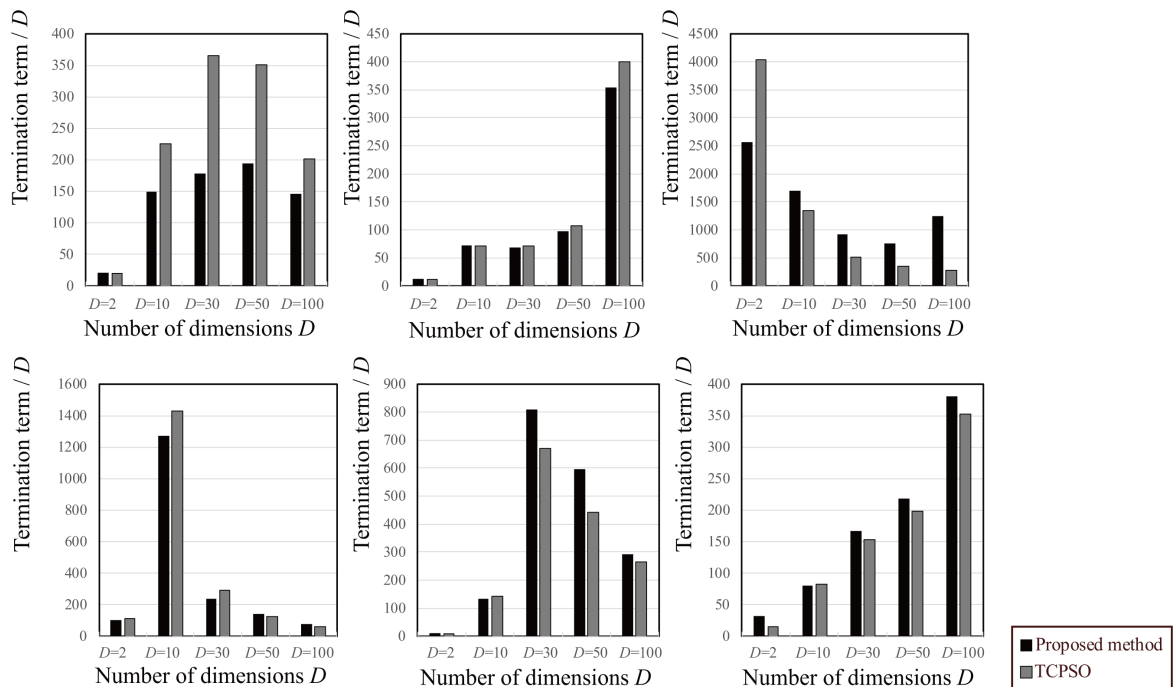 Termination term / D
400
350
300
250
200
150
100
50
0
D=2 D=10 D=30 D=50 D=100
Number of dimensions D
Termination term / D
450
400
350
300
250
200
150
100
50
0
D=2 D=10 D=30 D=50 D=100
Number of dimensions D
Termination term / D
4500
4000
3500
3000
2500
2000
1500
1000
500
0
D=2 D=10 D=30 D=50 D=100
Number of dimensions D
Termination term / D
1600
1400
1200
1000
800
600
400
200
0
D=2 D=10 D=30 D=50 D=100
Number of dimensions D
Termination term / D
900
800
700
600
500
400
300
200
100
0
D=2 D=10 D=30 D=50 D=100
Number of dimensions D
Termination term / D
400
350
300
250
200
150
100
50
0
D=2 D=10 D=30 D=50 D=100
Number of dimensions D
Proposed method
TCPSO